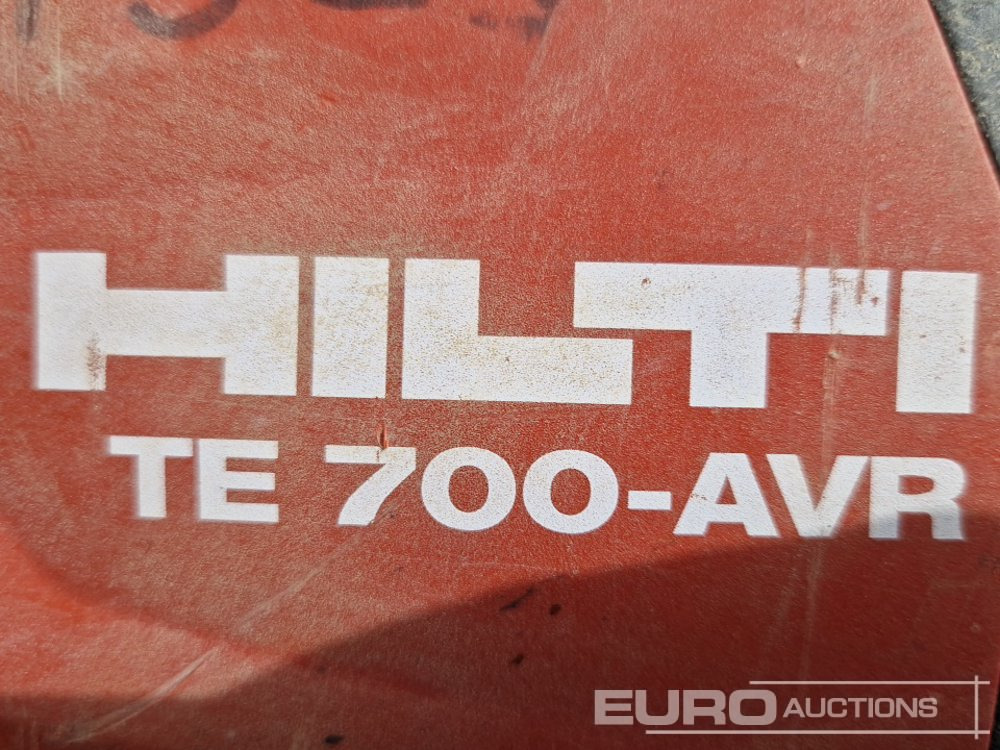 HILTI
TE 700-AVR
EURO AUCTIONS